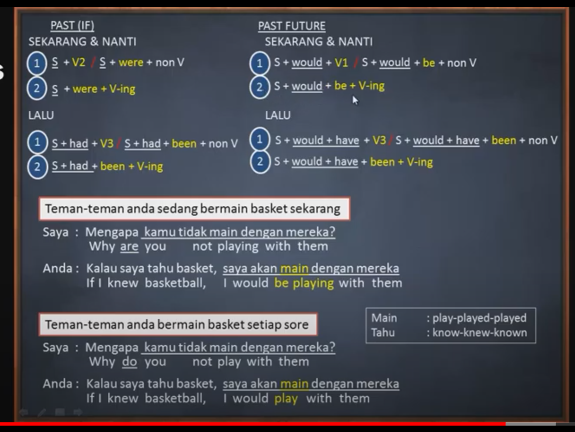 PAST (IF)
SEKARANG & NANTI
1 S + V2 / S + were + non V
2 S + were + V-ing
LALU
1 S + had + V3 / S + had + been + non V
2 S + had + been + V-ing
PAST FUTURE
SEKARANG & NANTI
1 S + would + V1 / S + would + be + non V
2 S + would + be + V-ing
LALU
1 S + would + have + V3 / S + would + have + been + non V
2 S + would + have + been + V-ing
s
Teman-teman anda sedang bermain basket sekarang
Saya : Mengapa kamu tidak main dengan mereka?
Why are you not playing with them
Anda : Kalau saya tahu basket, saya akan main dengan mereka
If I knew basketball, I would be playing with them
Teman-teman anda bermain basket setiap sore
Main : play-played-played
Tahu : know-knew-known
Saya : Mengapa kamu tidak main dengan mereka?
Why do you not play with them
Anda : Kalau saya tahu basket, saya akan main dengan mereka
If I knew basketball, I would play with them